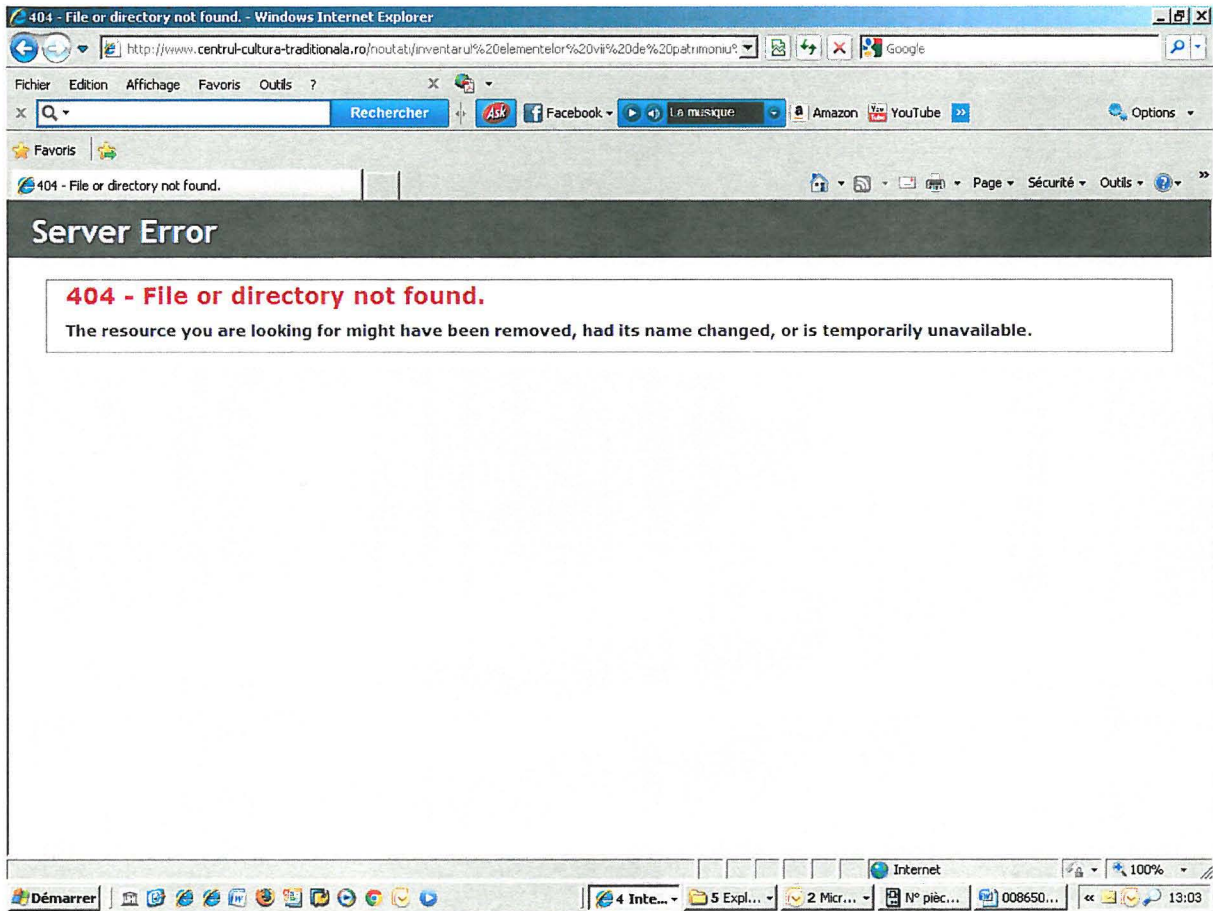 404 - File or directory not found. - Windows Internet Explorer
http://www.centrul-cultura-traditionala.ro/noutati/inventarul%20elementelor%20vii%20de%20patrimoniu%
Google
Fichier Edition Affichage Favoris Outils ?
X
x Rechercher Ask Facebook La musique a Amazon YouTube >> Options
Favoris
404 - File or directory not found.
Page Sécurité Outils »
Server Error
404 - File or directory not found.
The resource you are looking for might have been removed, had its name changed, or is temporarily unavailable.
Internet 100%
Démarrer 4 Inte... 5 Expl... 2 Micr... N° pièc... 008650... « 13:03